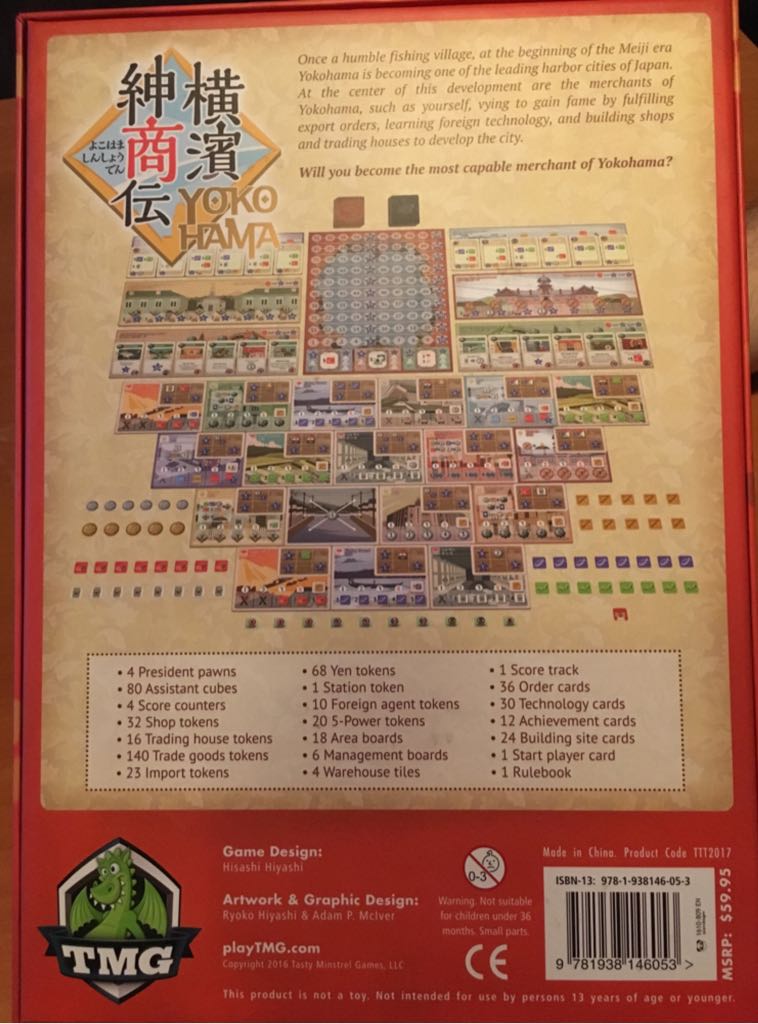 横濱
紳商伝
よこはま
しんしょう
でん
YOKO
HAMA
Once a humble fishing village, at the beginning of the Meiji era
Yokohama is becoming one of the leading harbor cities of Japan.
At the center of this development are the merchants of
Yokohama, such as yourself, vying to gain fame by fulfilling
export orders, learning foreign technology, and building shops
and trading houses to develop the city.
Will you become the most capable merchant of Yokohama?
• 4 President pawns
• 80 Assistant cubes
• 4 Score counters
• 32 Shop tokens
• 16 Trading house tokens
• 140 Trade goods tokens
• 23 Import tokens
• 68 Yen tokens
• 1 Station token
• 10 Foreign agent tokens
• 20 5-Power tokens
• 18 Area boards
• 6 Management boards
• 4 Warehouse tiles
• 1 Score track
• 36 Order cards
• 30 Technology cards
• 12 Achievement cards
• 24 Building site cards
• 1 Start player card
• 1 Rulebook
TMG
Game Design:
Hisashi Hiyashi
Artwork & Graphic Design:
Ryoko Hiyashi & Adam P. McIver
playTMG.com
Copyright 2016 Tasty Minstrel Games, LLC
0-3
Warning. Not suitable
for children under 36
months. Small parts.
CE
Made in China. Product Code TTT2017
ISBN-13: 978-1-938146-05-3
9 781938 146053 >
1610-809 EN
MSRP: $59.95
This product is not a toy. Not intended for use by persons 13 years of age or younger.